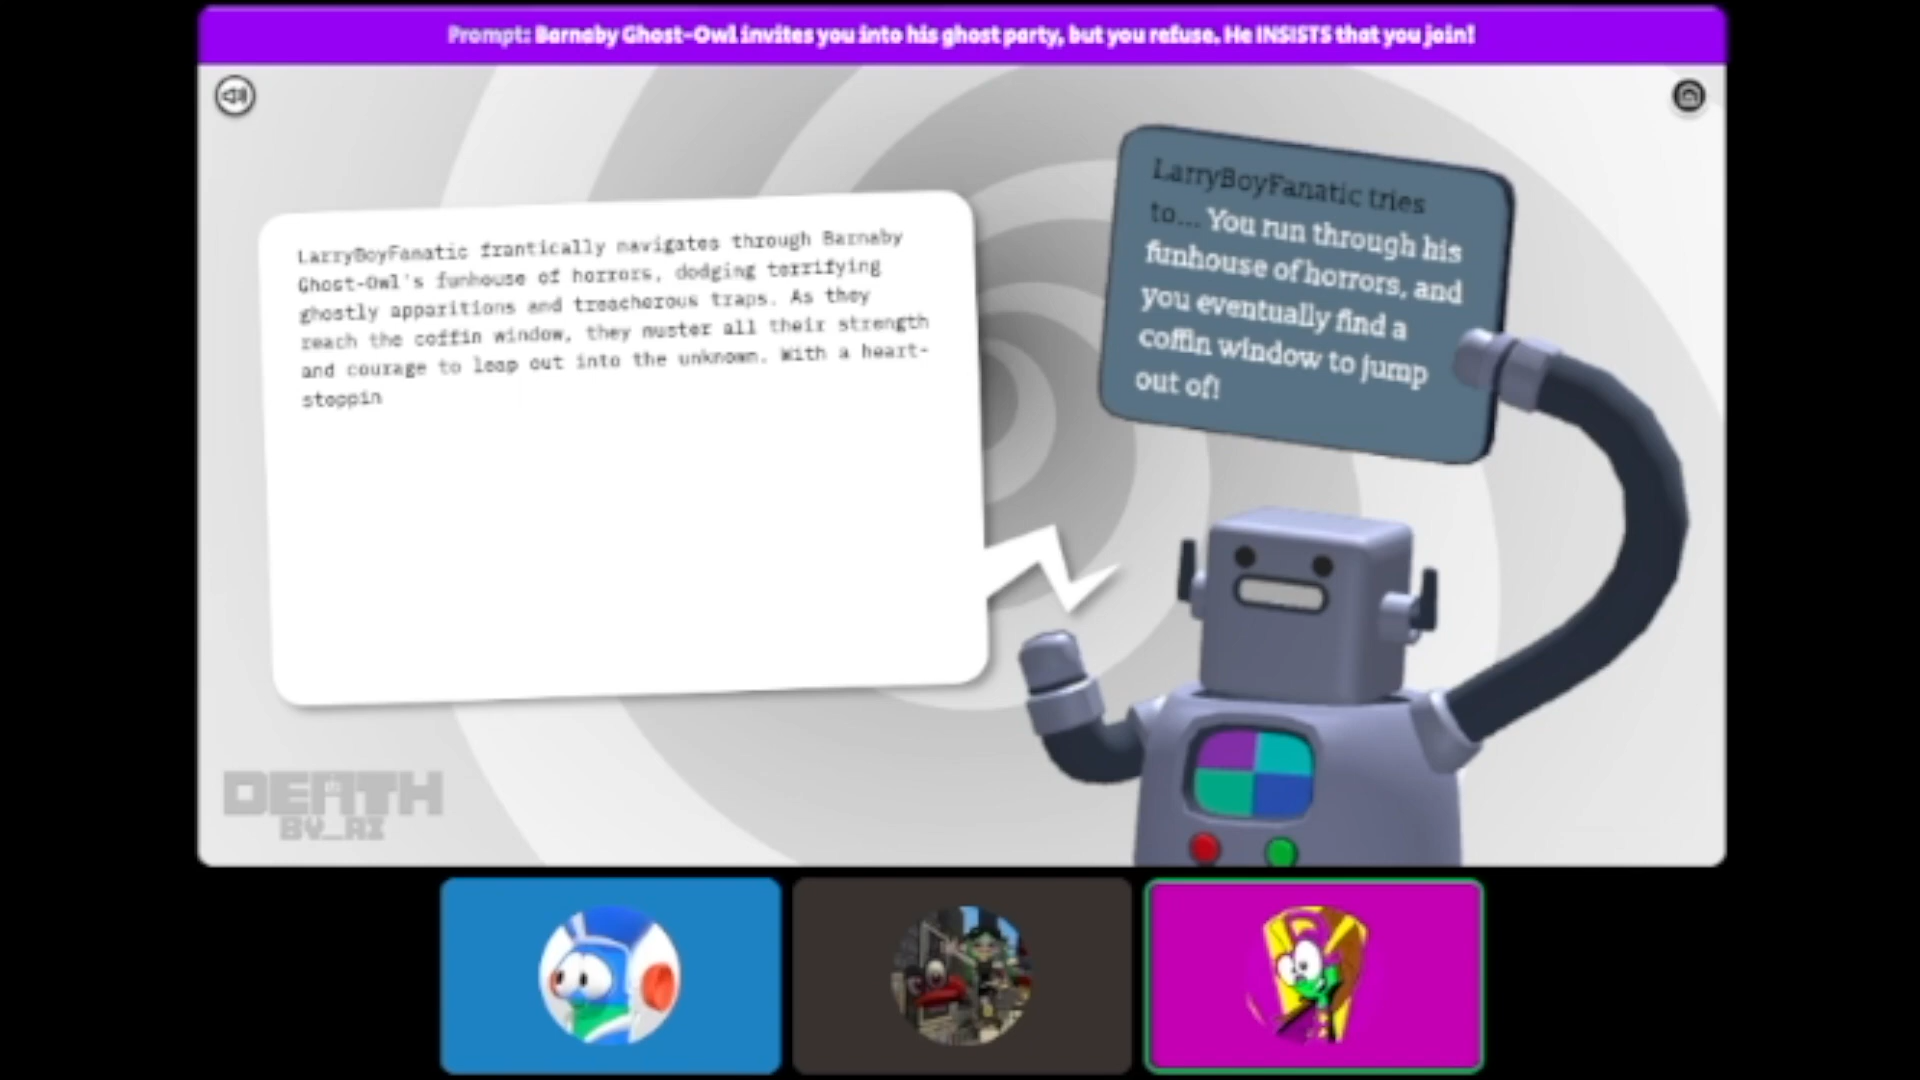 Prompt: Barnaby Ghost-Owl invites you into his ghost party, but you refuse. He INSISTS that you join!
LarryBoyFanatic tries
to... You run through his
funhouse of horrors, and
you eventually find a
coffin window to jump
out of!
LarryBoyFanatic frantically navigates through Barnaby
Ghost-Owl's funhouse of horrors, dodging terrifying
ghostly apparitions and treacherous traps. As they
reach the coffin window, they muster all their strength
and courage to leap out into the unknown. With a heart-
stoppin
DEATH
BY_AI